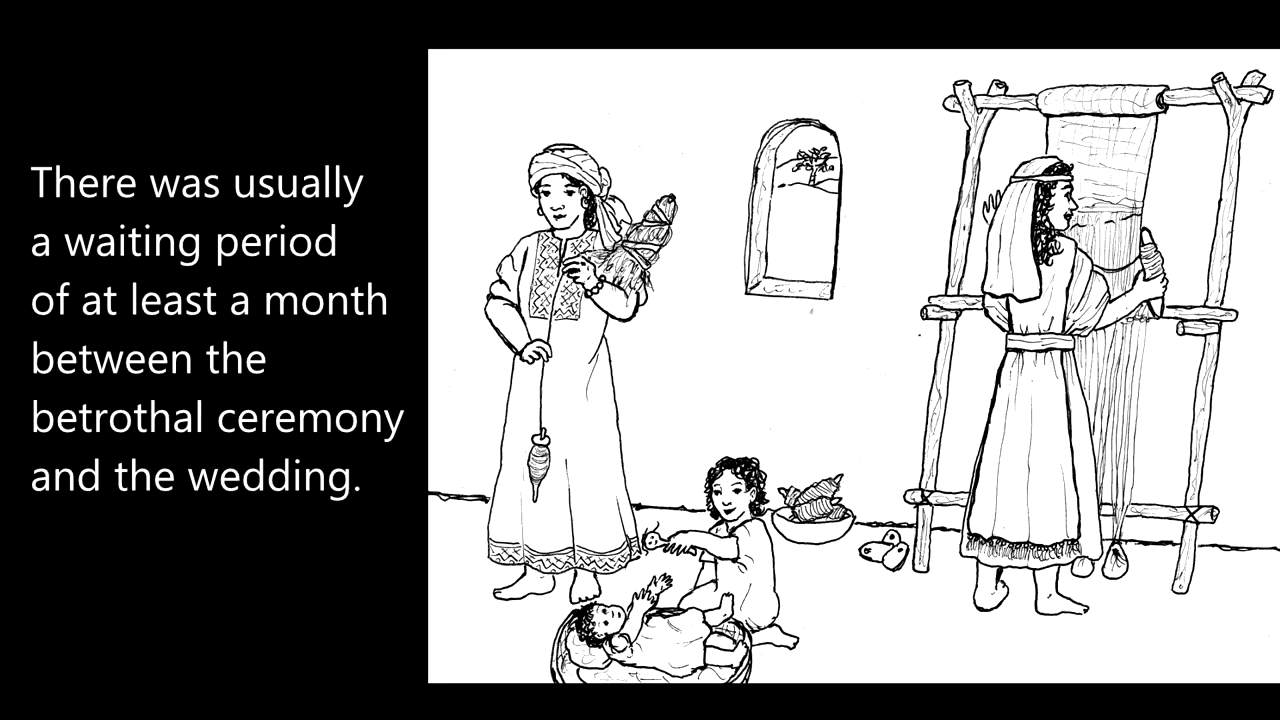 There was usually
a waiting period
of at least a month
between the
betrothal ceremony
and the wedding.